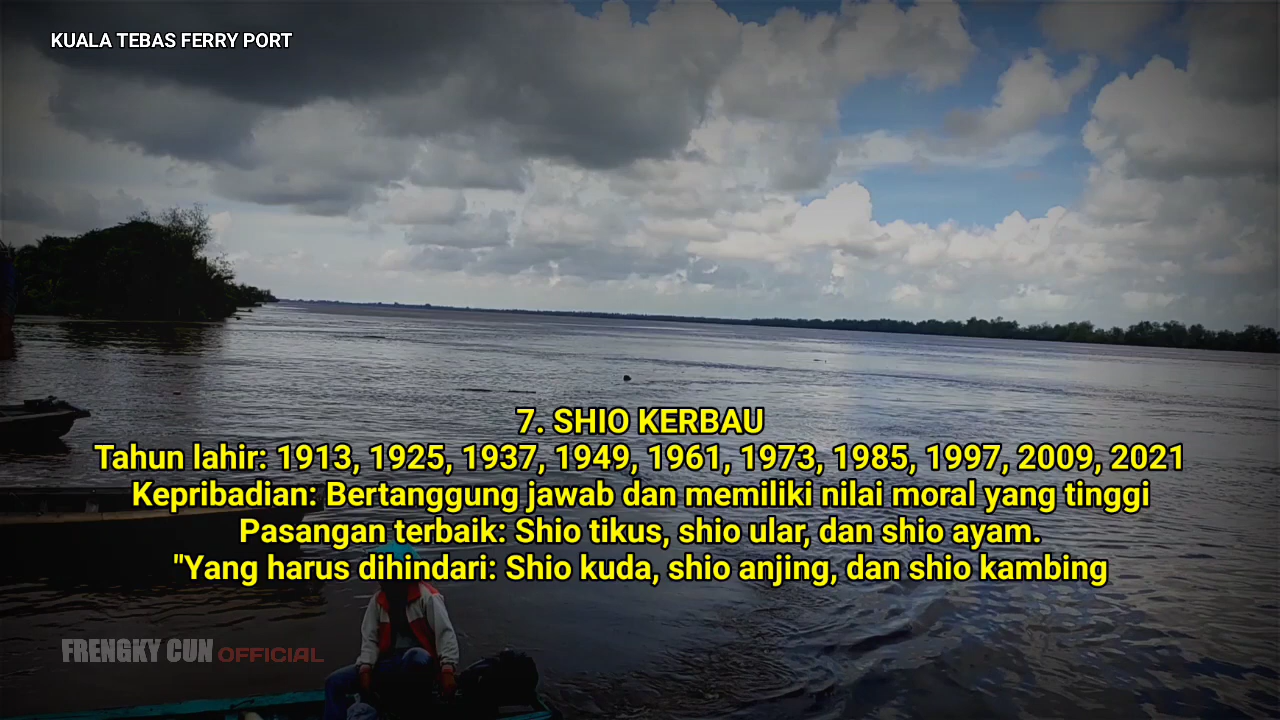 KUALA TEBAS FERRY PORT
7. SHIO KERBAU
Tahun lahir: 1913, 1925, 1937, 1949, 1961, 1973, 1985, 1997, 2009, 2021
Kepribadian: Bertanggung jawab dan memiliki nilai moral yang tinggi
Pasangan terbaik: Shio tikus, shio ular, dan shio ayam.
"Yang harus dihindari: Shio kuda, shio anjing, dan shio kambing
FRENGKY CUN OFFICIAL